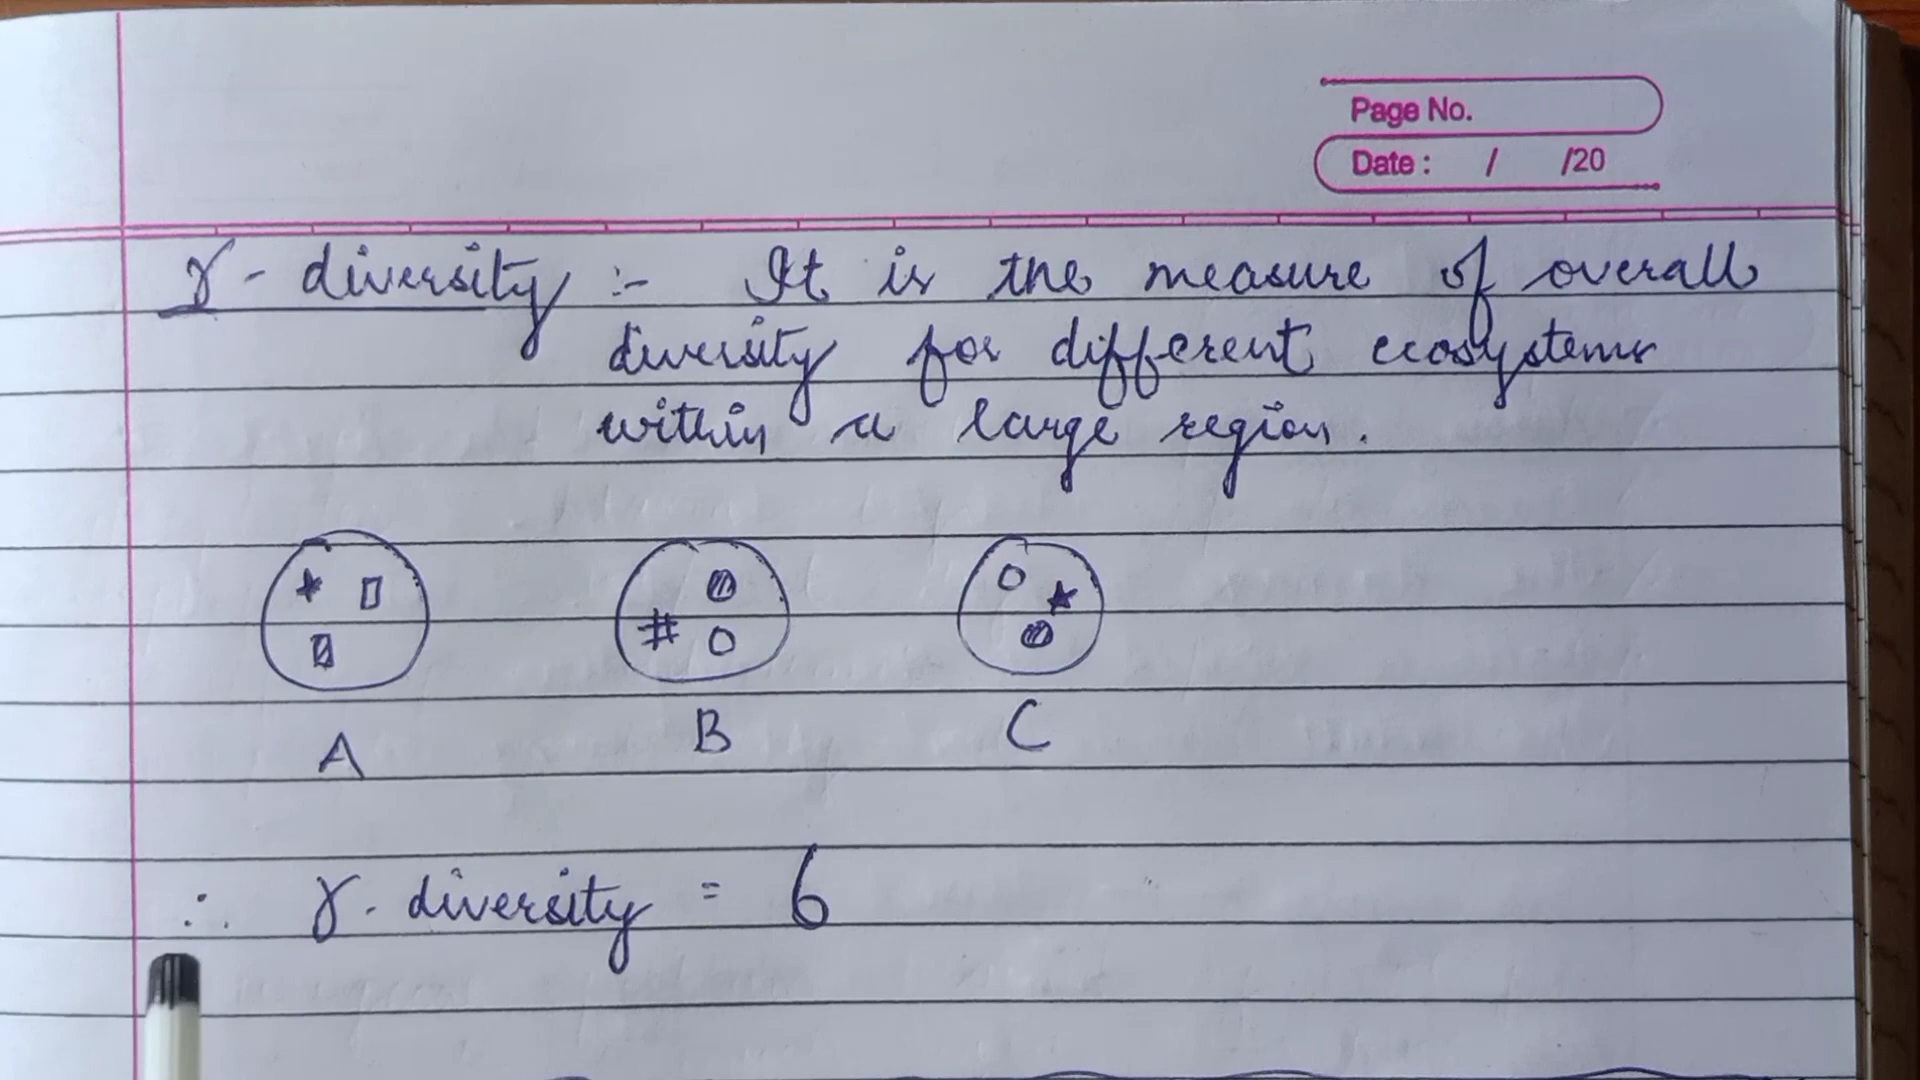 Page No.
Date : / /20
γ - diversity :- It is the measure of overall
diversity for different ecosystems
within a large region.
A B C
∴ γ - diversity = 6